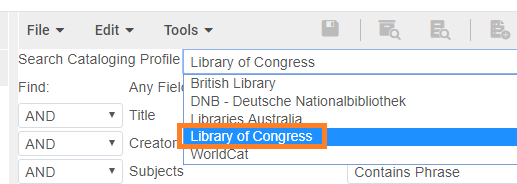 File Edit Tools
Search Cataloging Profile Library of Congress
British Library
Find: Any Field
DNB - Deutsche Nationalbibliothek
AND Title
Libraries Australia
AND Creator
Library of Congress
WorldCat
AND Subjects Contains Phrase